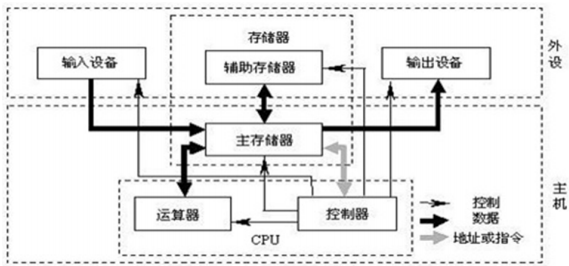 存储器
输入设备
辅助存储器
输出设备
外设
主存储器
运算器
控制器
CPU
主机
控制
数据
地址或指令